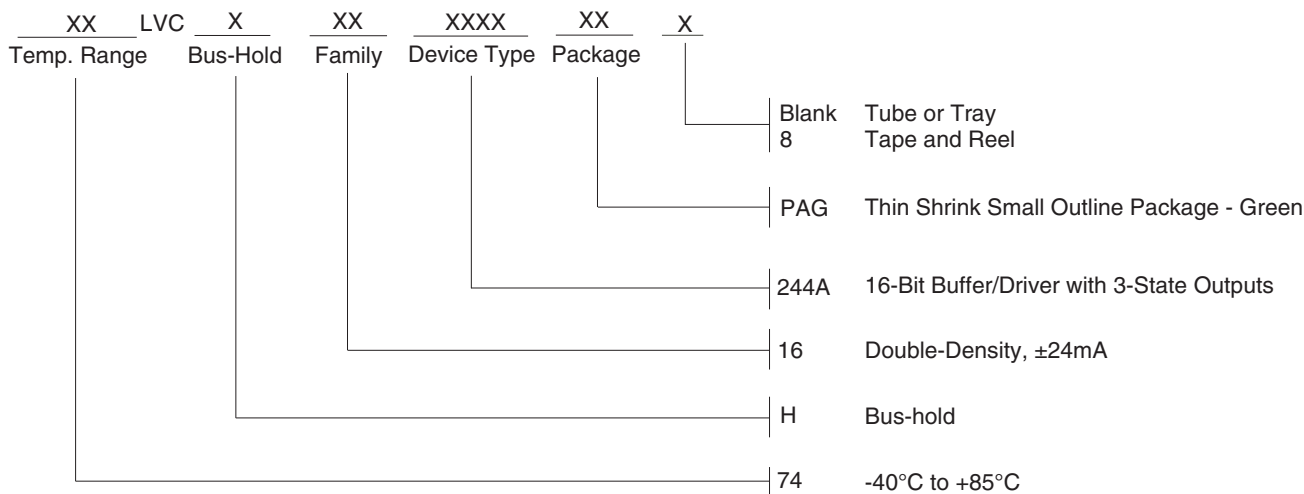 XX LVC X XX XXXX XX X
Temp. Range Bus-Hold Family Device Type Package
Blank Tube or Tray
8 Tape and Reel
PAG Thin Shrink Small Outline Package - Green
244A 16-Bit Buffer/Driver with 3-State Outputs
16 Double-Density, ±24mA
H Bus-hold
74 -40°C to +85°C